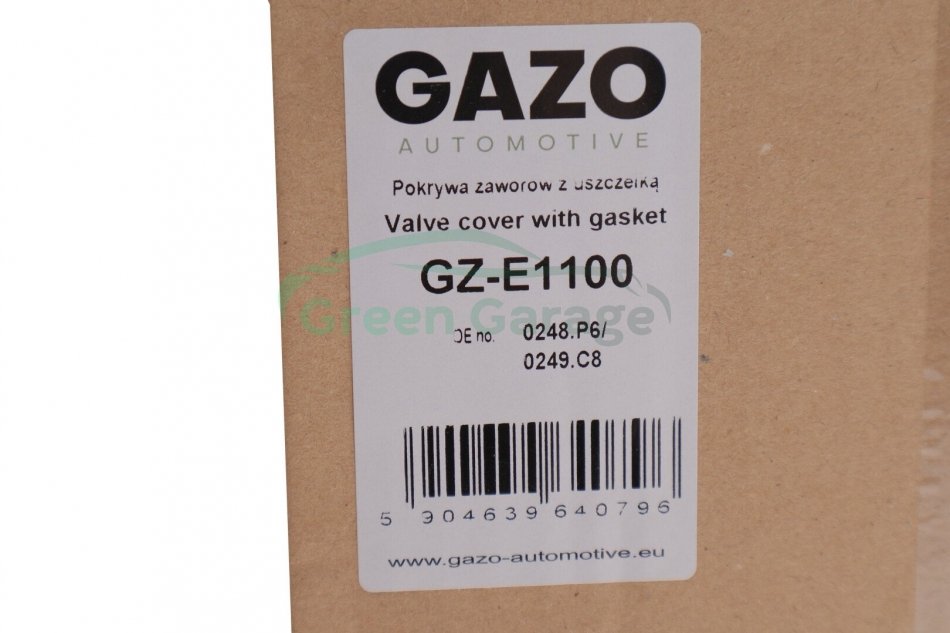 GAZO
AUTOMOTIVE
Pokrywa zaworów z uszczelką
Valve cover with gasket
GZ-E1100
Green Garage
OE no. 0248.P6/
0249.C8
5 904639 640796
www.gazo-automotive.eu